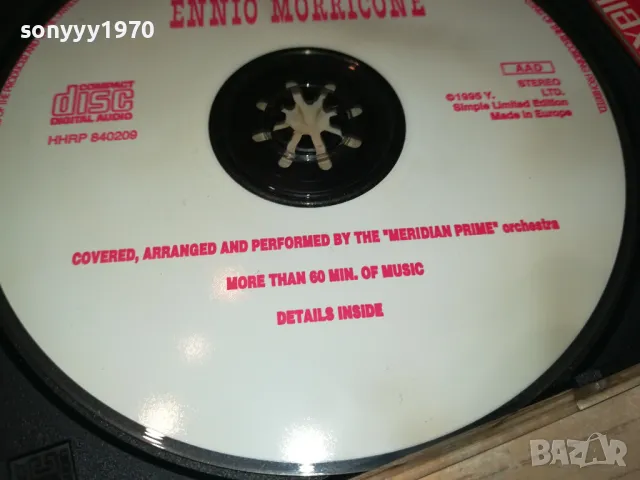 sonyyy1970
ENNIO MORRICONE
COMPACT
disc
DIGITAL AUDIO
HHRP 840209
AAD
STEREO
©1995 Y. LTD.
Simple Limited Edition
Made in Europe
COVERED, ARRANGED AND PERFORMED BY THE "MERIDIAN PRIME" orchestra
MORE THAN 60 MIN. OF MUSIC
DETAILS INSIDE
BAZAR
bg